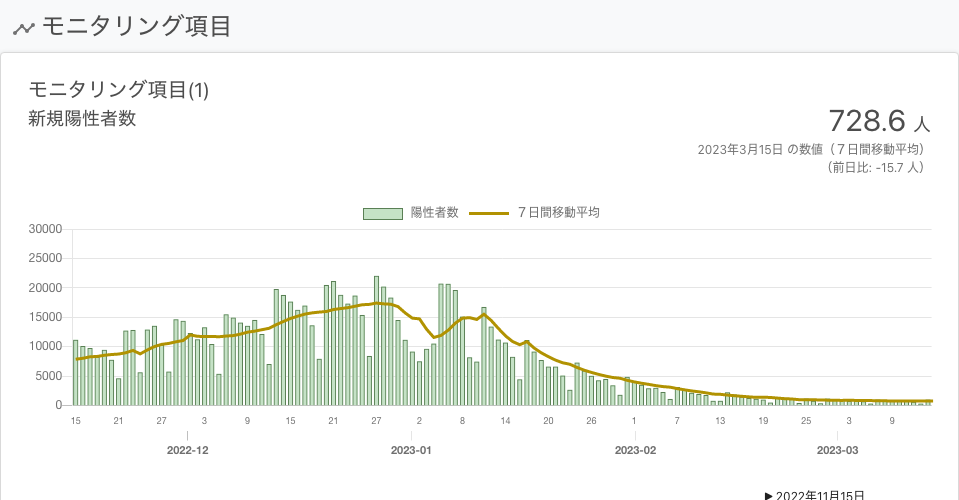 モニタリング項目
モニタリング項目(1)
新規陽性者数
728.6 人
2023年3月15日 の数値（７日間移動平均）
（前日比: -15.7 人）
陽性者数 ７日間移動平均
30000
25000
20000
15000
10000
5000
0
15 21 27 3 9 15 21 27 2 8 14 20 26 1 7 13 19 25 3 9
2022-12 2023-01 2023-02 2023-03
▶ 2022年11月15日